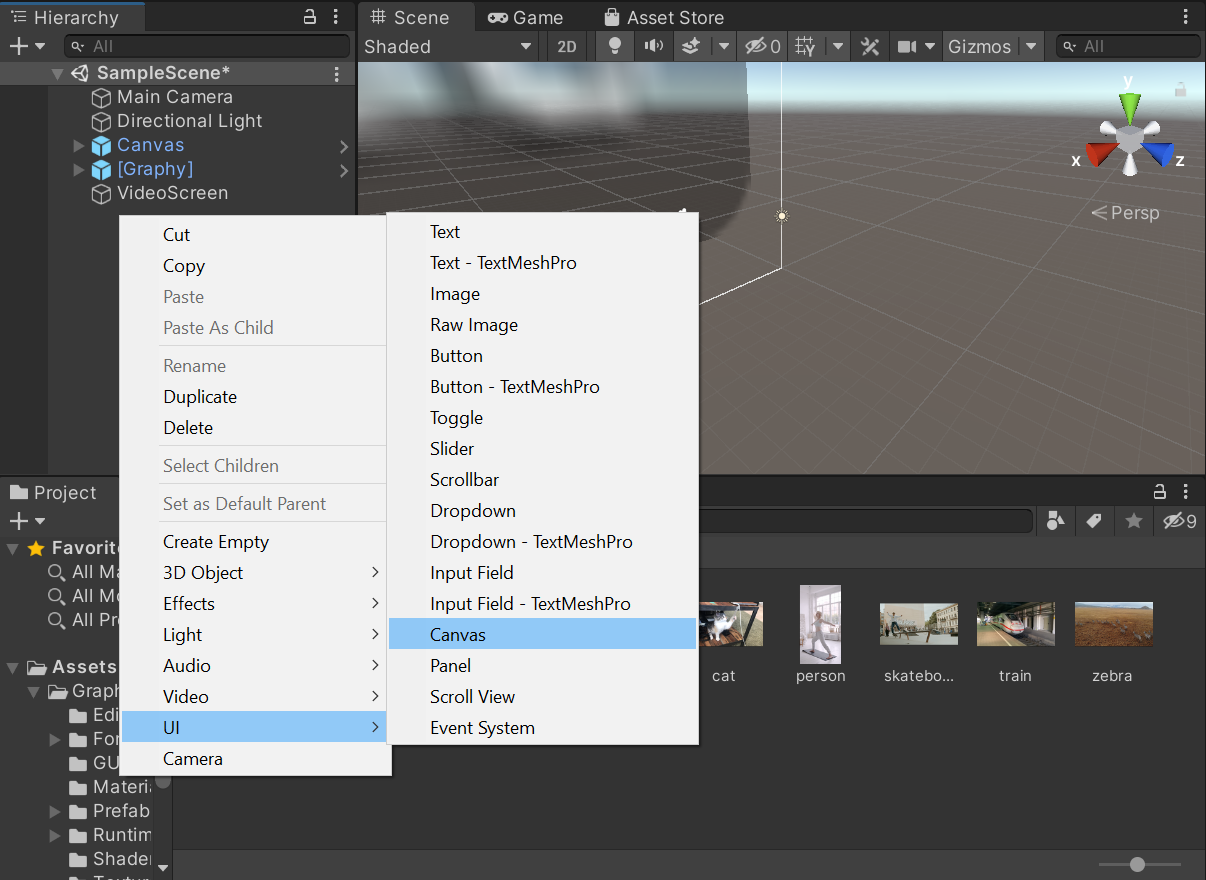 Hierarchy
All
SampleScene*
Main Camera
Directional Light
Canvas
[Graphy]
VideoScreen
Scene
Game
Asset Store
Shaded
2D
0
Gizmos
All
y
x
z
Persp
Cut
Copy
Paste
Paste As Child
Rename
Duplicate
Delete
Select Children
Set as Default Parent
Create Empty
3D Object
Effects
Light
Audio
Video
UI
Camera
Text
Text - TextMeshPro
Image
Raw Image
Button
Button - TextMeshPro
Toggle
Slider
Scrollbar
Dropdown
Dropdown - TextMeshPro
Input Field
Input Field - TextMeshPro
Canvas
Panel
Scroll View
Event System
Project
9
Favorite
All Ma
All Mo
All Pr
Assets
Graph
Edi
For
GU
Materia
Prefab
Runtim
Shader
cat
person
skatebo...
train
zebra